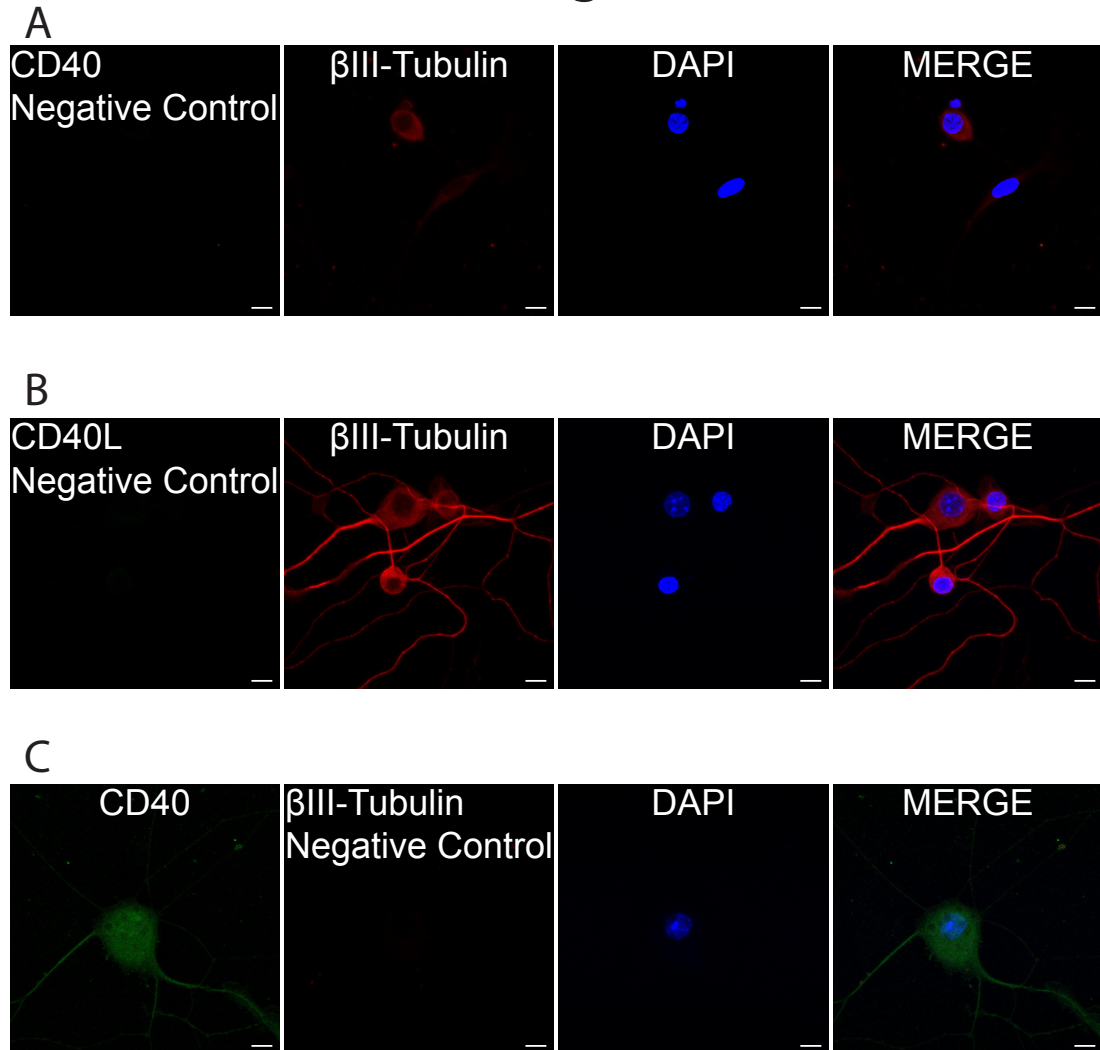 A
CD40
Negative Control
βIII-Tubulin
DAPI
MERGE
B
CD40L
Negative Control
βIII-Tubulin
DAPI
MERGE
C
CD40
βIII-Tubulin
Negative Control
DAPI
MERGE